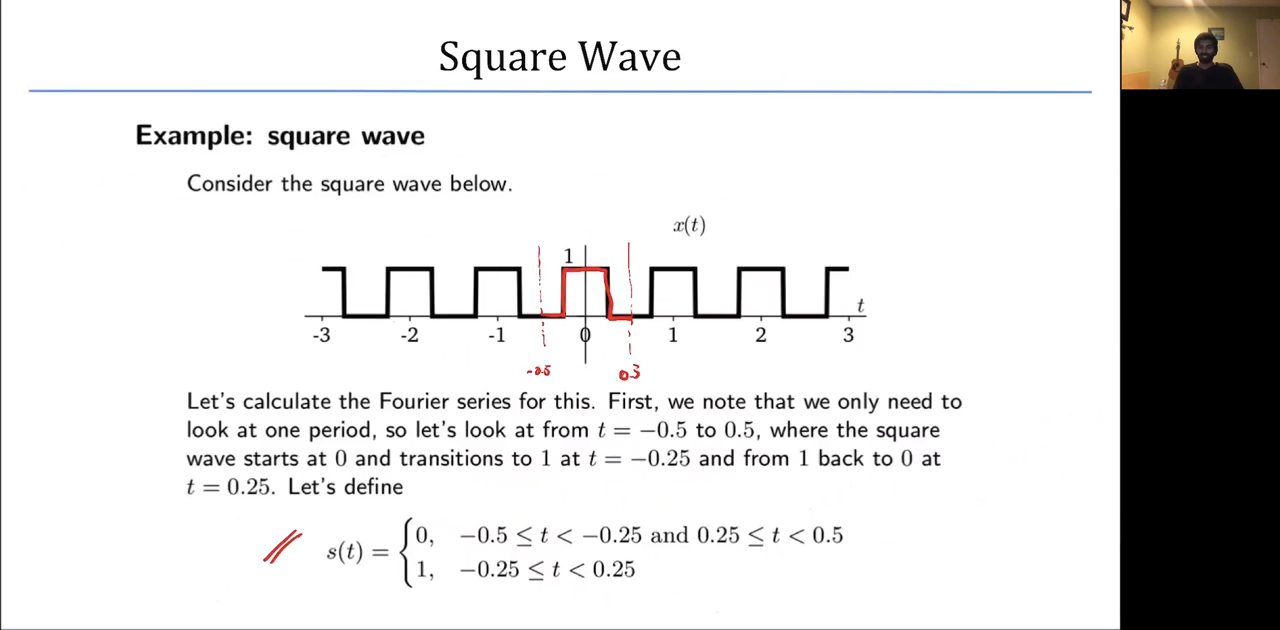 Square Wave
Example: square wave
Consider the square wave below.
x(t)
1
t
-3 -2 -1 0 1 2 3
-0.5 0.5
Let's calculate the Fourier series for this. First, we note that we only need to
look at one period, so let's look at from t = −0.5 to 0.5, where the square
wave starts at 0 and transitions to 1 at t = −0.25 and from 1 back to 0 at
t = 0.25. Let's define
s(t) = { 0, −0.5 ≤ t < −0.25 and 0.25 ≤ t < 0.5
1, −0.25 ≤ t < 0.25